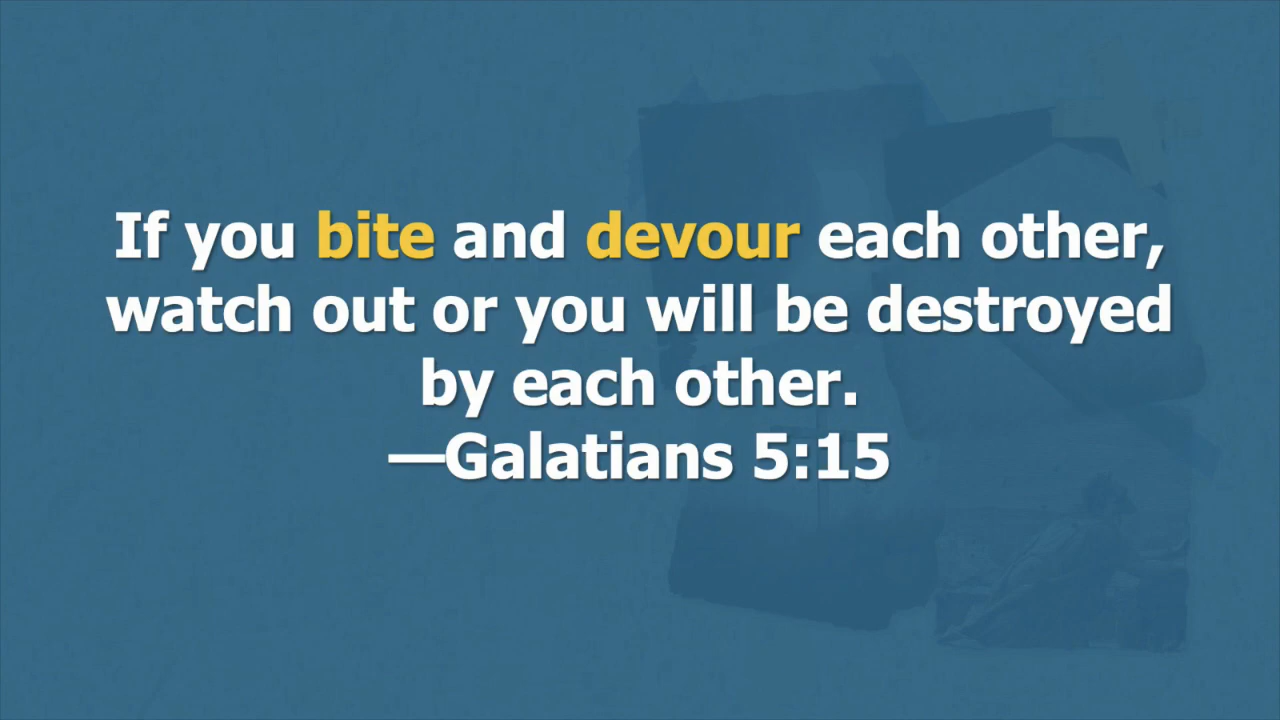 If you bite and devour each other,
watch out or you will be destroyed
by each other.
—Galatians 5:15